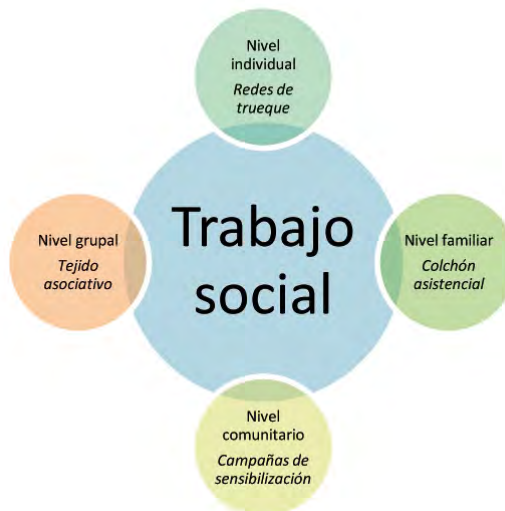 Nivel
individual
Redes de
trueque
Nivel grupal
Tejido
asociativo
Trabajo
social
Nivel familiar
Colchón
asistencial
Nivel
comunitario
Campañas de
sensibilización